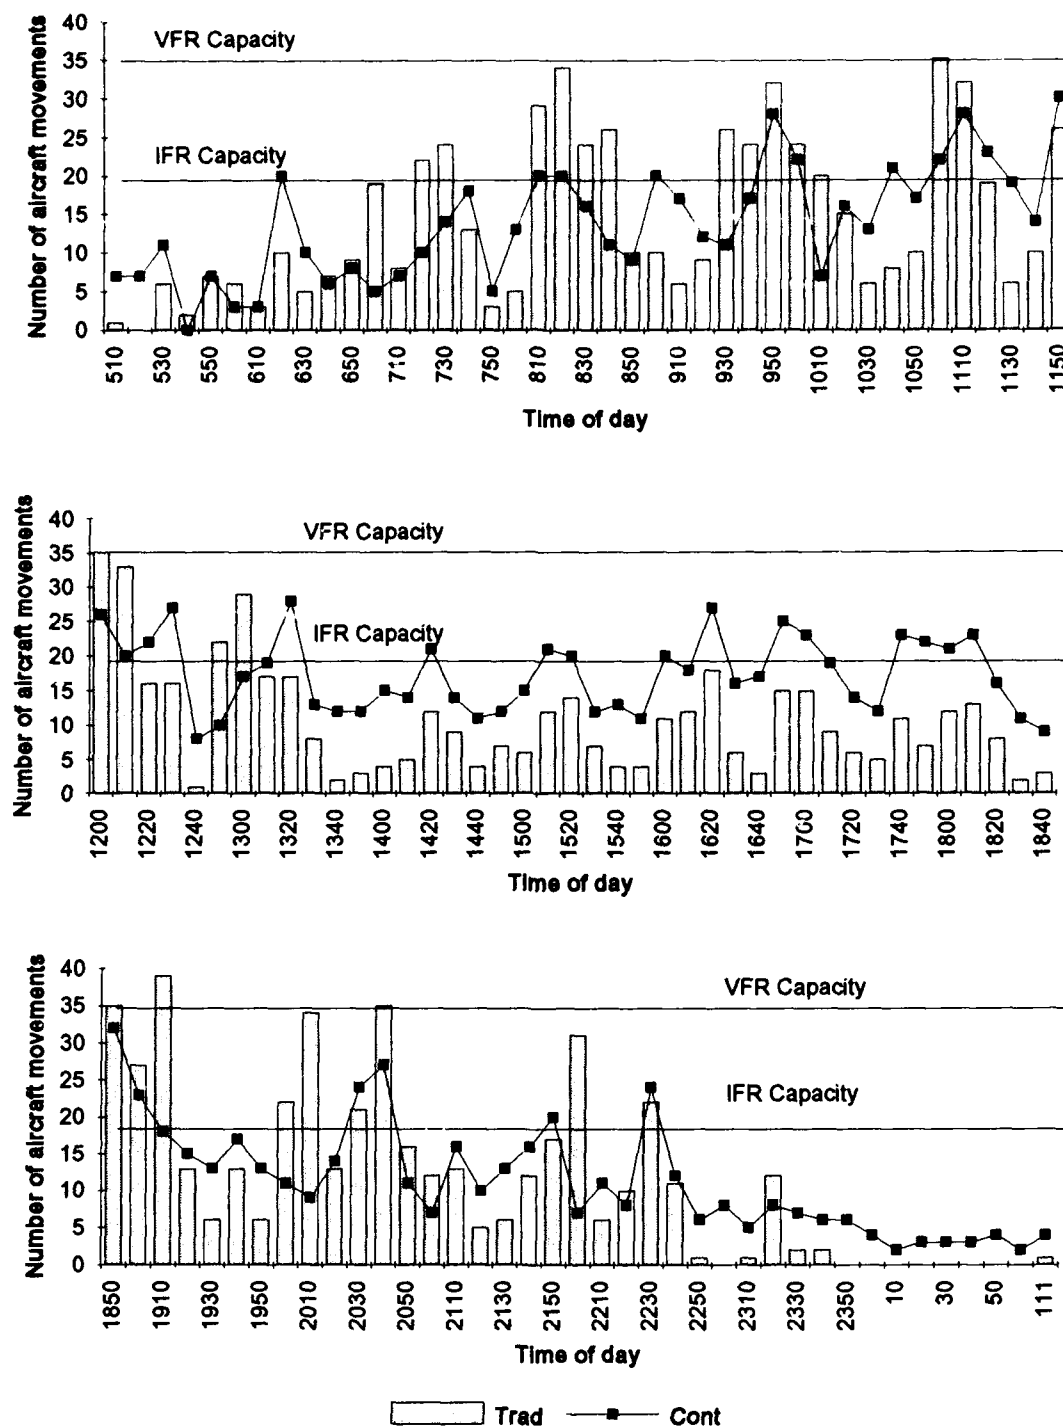 40
VFR Capacity
35
30
25
IFR Capacity
20
15
10
5
0
Number of aircraft movements
510 530 550 610 630 650 710 730 750 810 830 850 910 930 950 1010 1030 1050 1110 1130 1150
Time of day
40
VFR Capacity
35
30
25
IFR Capacity
20
15
10
5
0
Number of aircraft movements
1200 1220 1240 1300 1320 1340 1400 1420 1440 1500 1520 1540 1600 1620 1640 1700 1720 1740 1800 1820 1840
Time of day
40
VFR Capacity
35
30
25
IFR Capacity
20
15
10
5
0
Number of aircraft movements
1850 1910 1930 1950 2010 2030 2050 2110 2130 2150 2210 2230 2250 2310 2330 2350 10 30 50 111
Time of day
Trad Cont